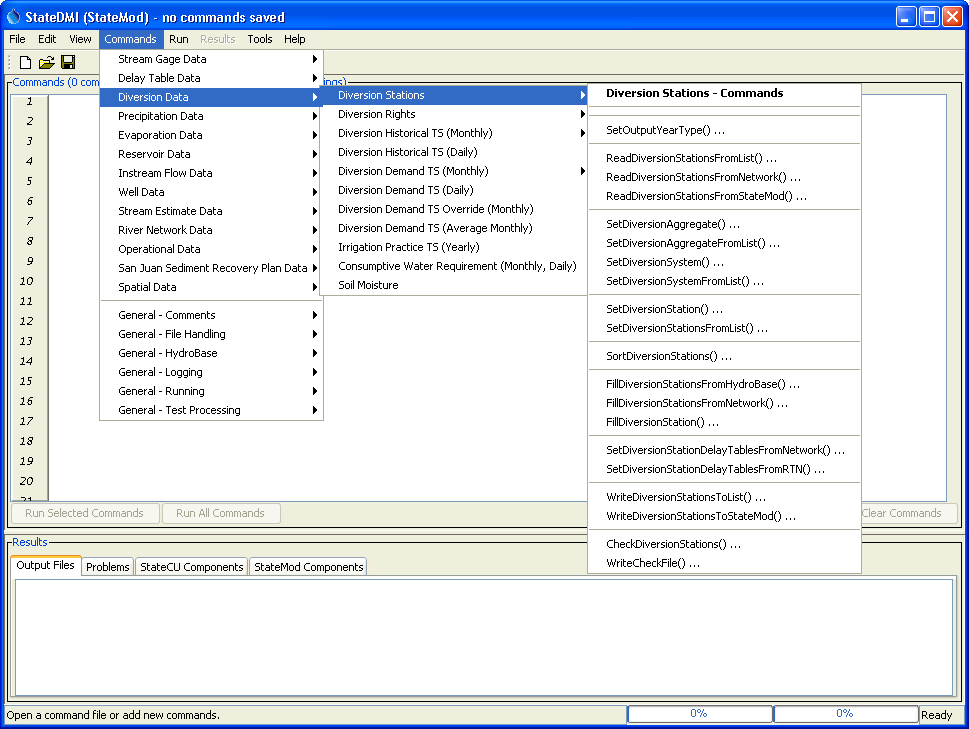 StateDMI (StateMod) - no commands saved
File Edit View Commands Run Results Tools Help
Commands (0 com
ings)
1
2
3
4
5
6
7
8
9
10
11
12
13
14
15
16
17
18
19
20
21
Stream Gage Data
Delay Table Data
Diversion Data
Precipitation Data
Evaporation Data
Reservoir Data
Instream Flow Data
Well Data
Stream Estimate Data
River Network Data
Operational Data
San Juan Sediment Recovery Plan Data
Spatial Data
General - Comments
General - File Handling
General - HydroBase
General - Logging
General - Running
General - Test Processing
Diversion Stations
Diversion Rights
Diversion Historical TS (Monthly)
Diversion Historical TS (Daily)
Diversion Demand TS (Monthly)
Diversion Demand TS (Daily)
Diversion Demand TS Override (Monthly)
Diversion Demand TS (Average Monthly)
Irrigation Practice TS (Yearly)
Consumptive Water Requirement (Monthly, Daily)
Soil Moisture
Diversion Stations - Commands
SetOutputYearType() ...
ReadDiversionStationsFromList() ...
ReadDiversionStationsFromNetwork() ...
ReadDiversionStationsFromStateMod() ...
SetDiversionAggregate() ...
SetDiversionAggregateFromList() ...
SetDiversionSystem() ...
SetDiversionSystemFromList() ...
SetDiversionStation() ...
SetDiversionStationsFromList() ...
SortDiversionStations() ...
FillDiversionStationsFromHydroBase() ...
FillDiversionStationsFromNetwork() ...
FillDiversionStation() ...
SetDiversionStationDelayTablesFromNetwork() ...
SetDiversionStationDelayTablesFromRTN() ...
WriteDiversionStationsToList() ...
WriteDiversionStationsToStateMod() ...
CheckDiversionStations() ...
WriteCheckFile() ...
Run Selected Commands Run All Commands Clear Commands
Results
Output Files Problems StateCU Components StateMod Components
Open a command file or add new commands. 0% 0% Ready